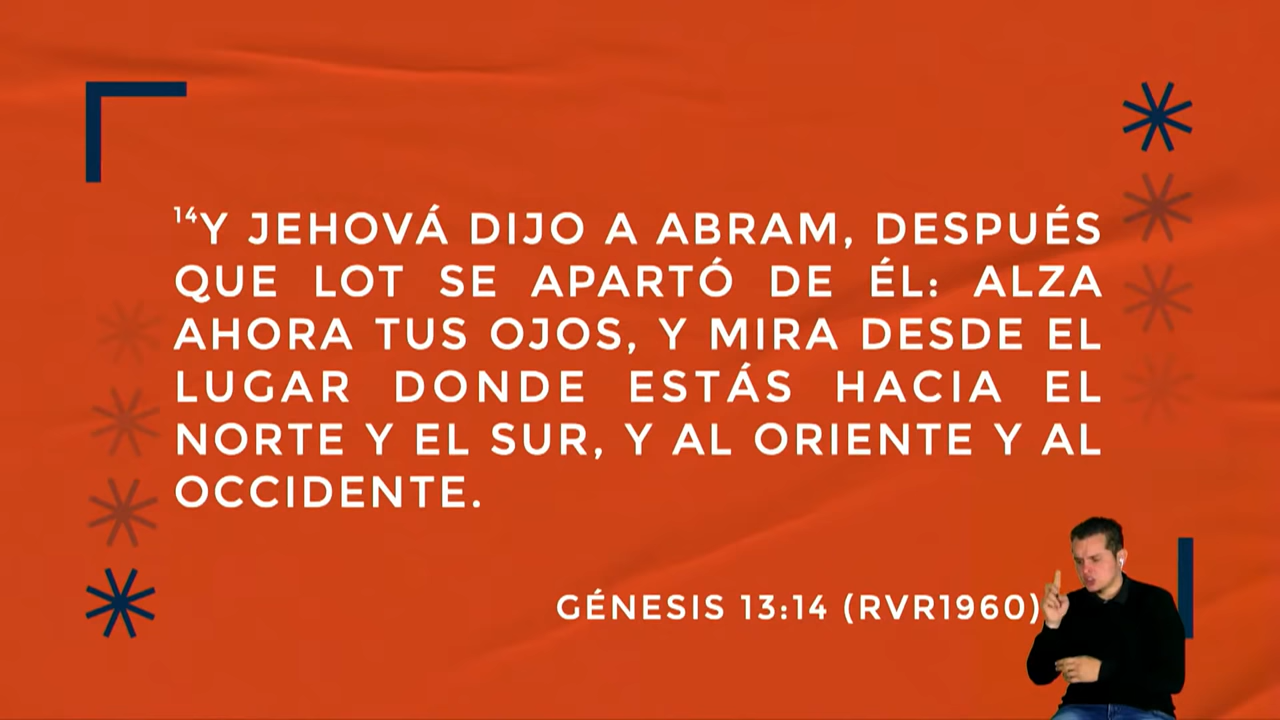 ¹⁴Y JEHOVÁ DIJO A ABRAM, DESPUÉS
QUE LOT SE APARTÓ DE ÉL: ALZA
AHORA TUS OJOS, Y MIRA DESDE EL
LUGAR DONDE ESTÁS HACIA EL
NORTE Y EL SUR, Y AL ORIENTE Y AL
OCCIDENTE.
GÉNESIS 13:14 (RVR1960)